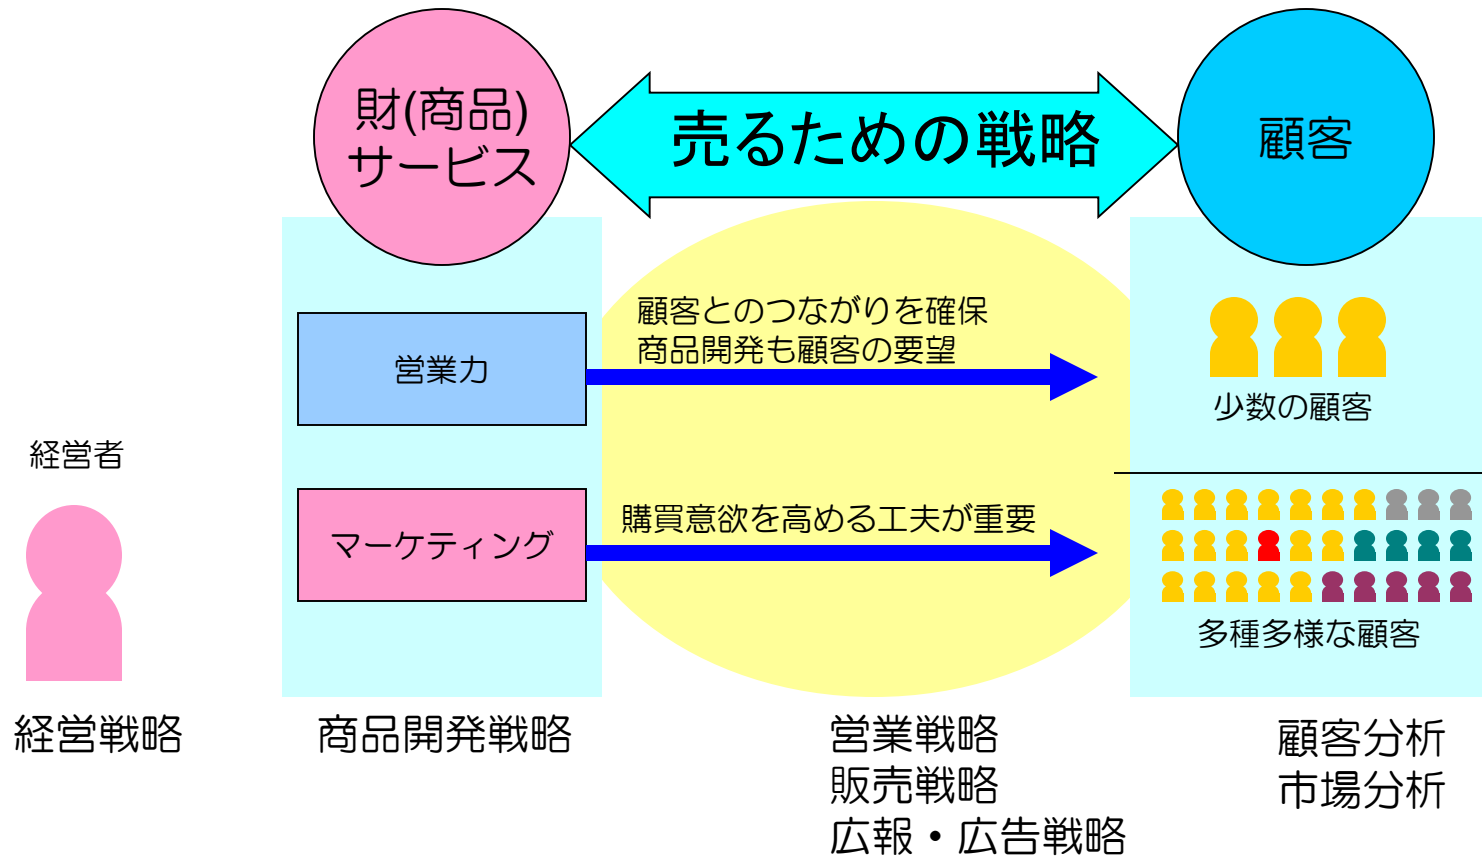 財(商品)
サービス
売るための戦略
顧客
顧客とのつながりを確保
商品開発も顧客の要望
営業力
少数の顧客
経営者
購買意欲を高める工夫が重要
マーケティング
多種多様な顧客
経営戦略
商品開発戦略
営業戦略
販売戦略
広報・広告戦略
顧客分析
市場分析